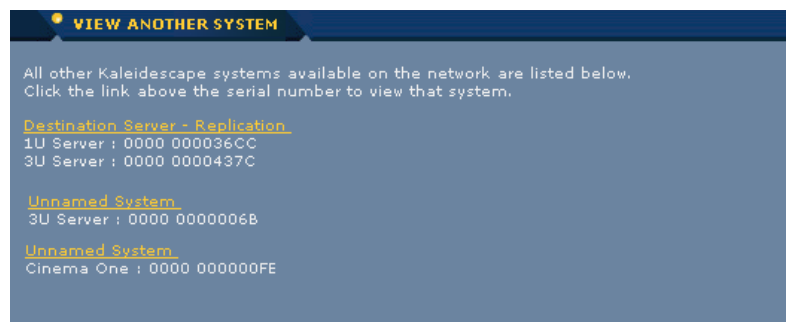 VIEW ANOTHER SYSTEM
All other Kaleidescape systems available on the network are listed below.
Click the link above the serial number to view that system.
Destination Server - Replication
1U Server : 0000 000036CC
3U Server : 0000 0000437C
Unnamed System
3U Server : 0000 0000006B
Unnamed System
Cinema One : 0000 000000FE